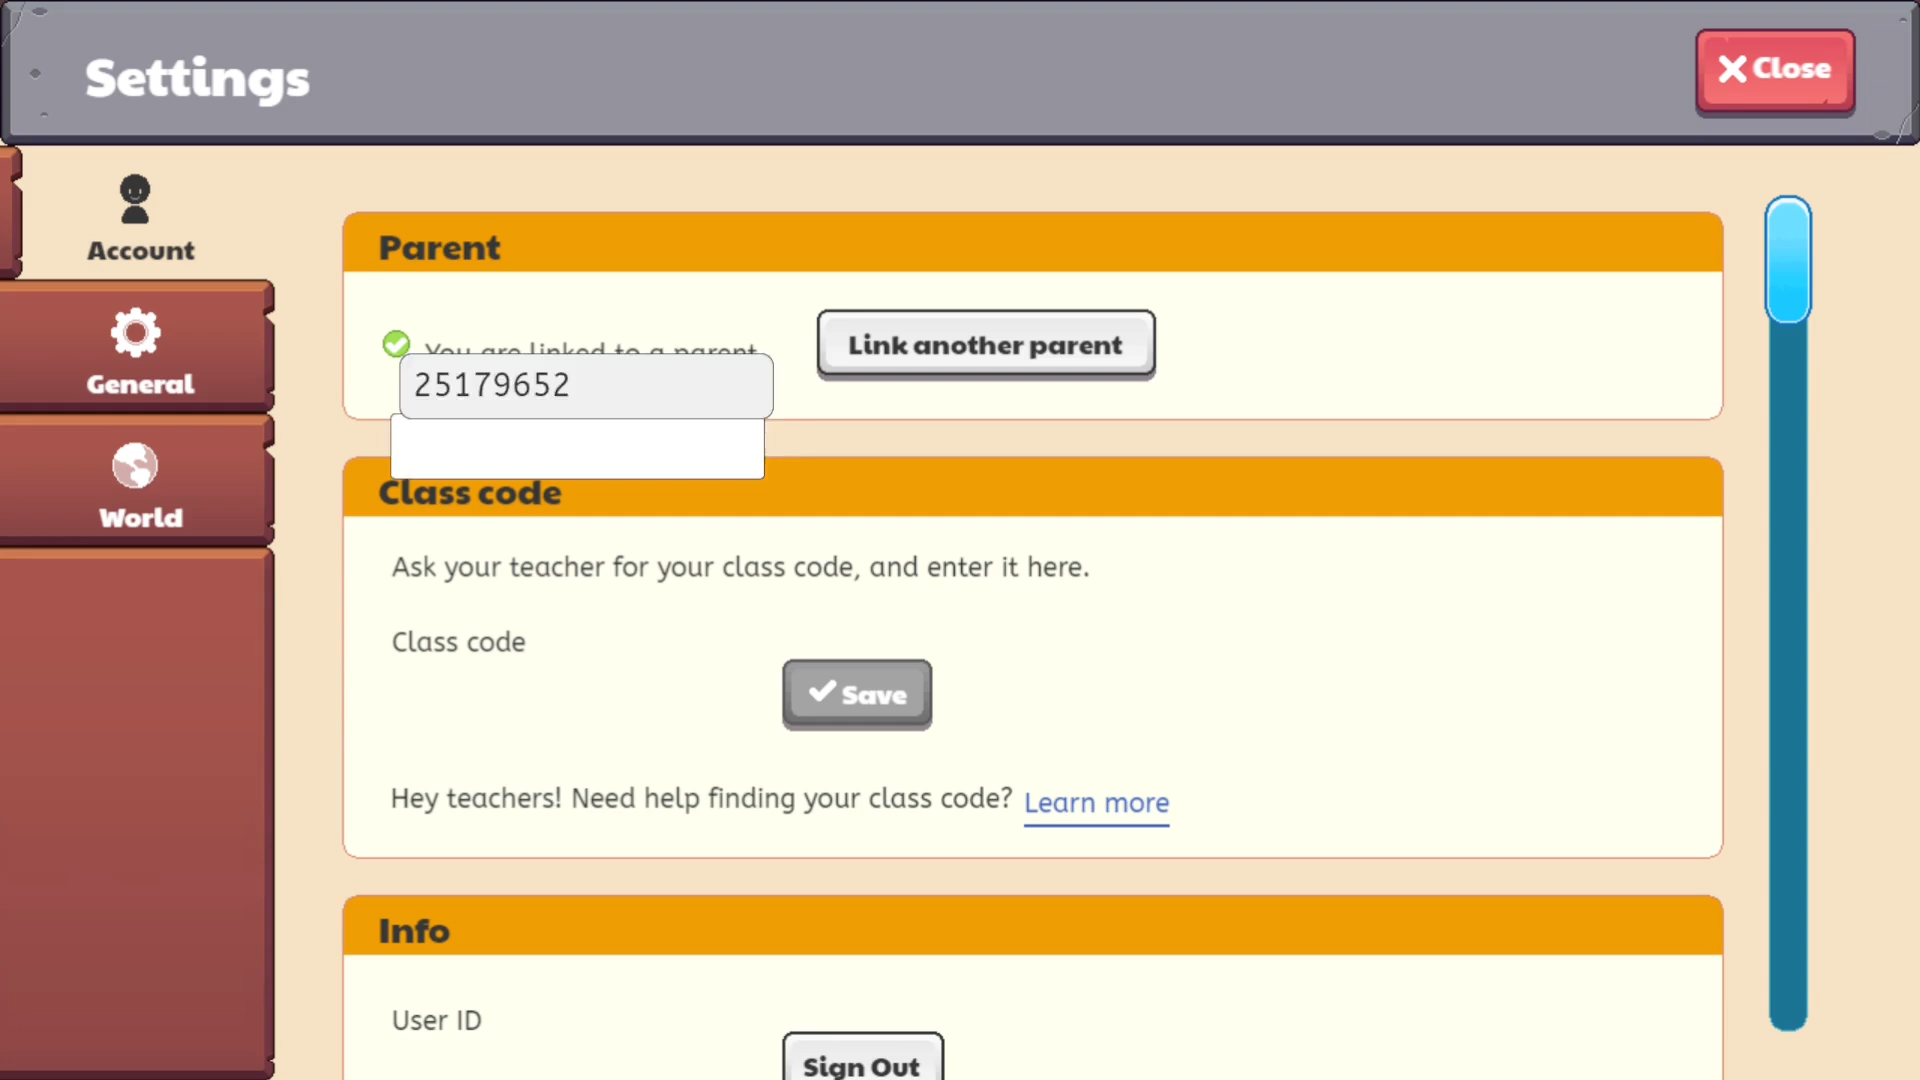 Settings
Close
Account
General
World
Parent
You are linked to a parent
Link another parent
25179652
Class code
Ask your teacher for your class code, and enter it here.
Class code
Save
Hey teachers! Need help finding your class code? Learn more
Info
User ID
Sign Out